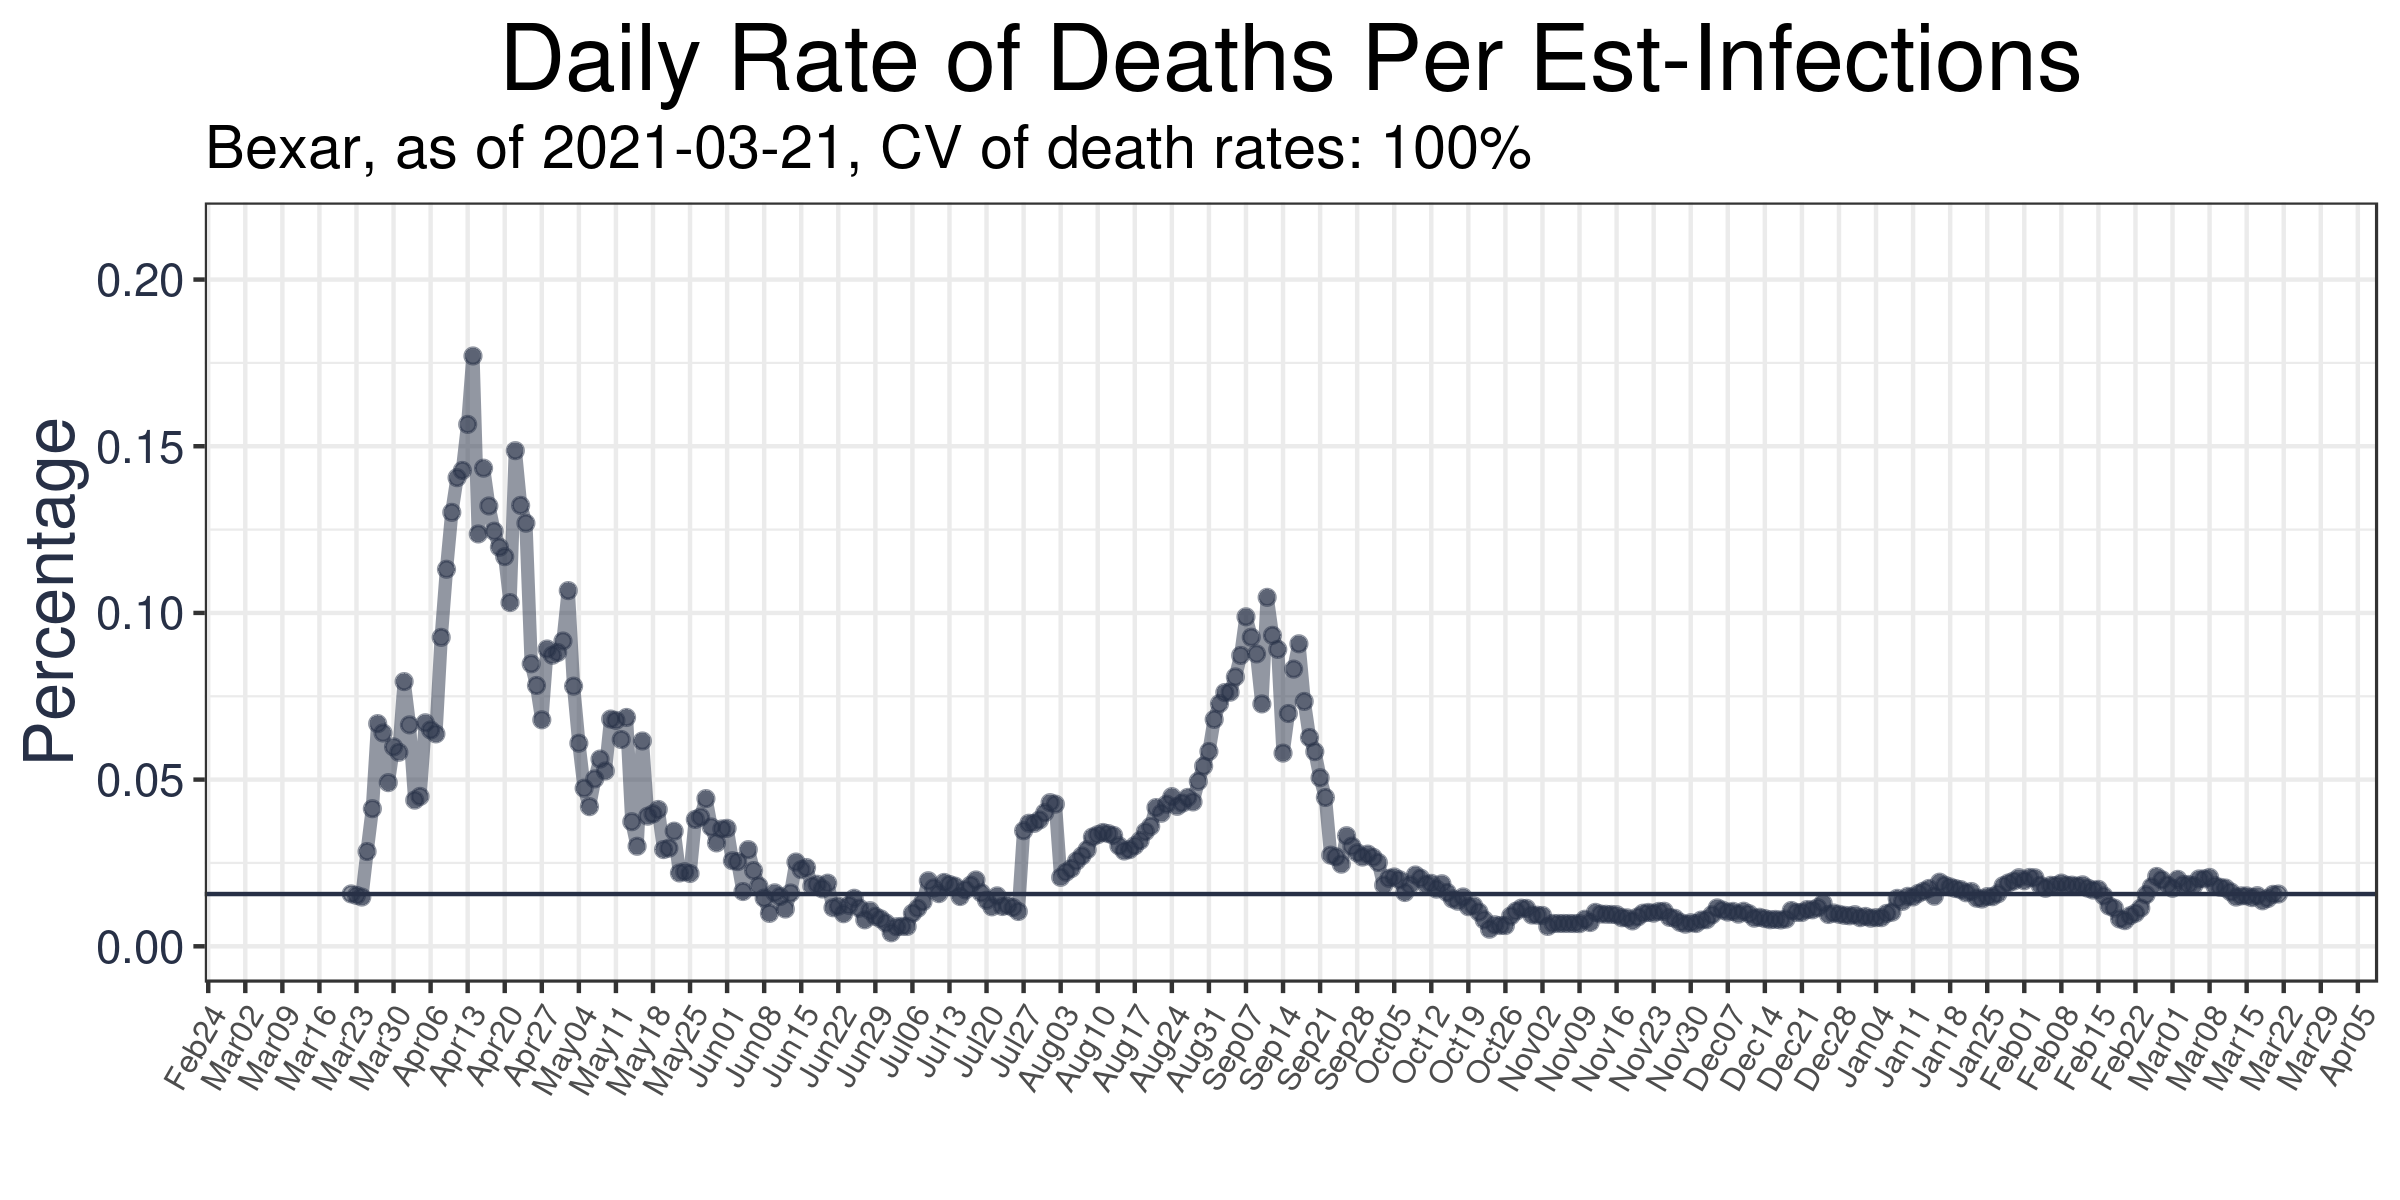 Daily Rate of Deaths Per Est-Infections
Bexar, as of 2021-03-21, CV of death rates: 100%
Percentage
0.20
0.15
0.10
0.05
0.00
Feb24
Mar02
Mar09
Mar16
Mar23
Mar30
Apr06
Apr13
Apr20
Apr27
May04
May11
May18
May25
Jun01
Jun08
Jun15
Jun22
Jun29
Jul06
Jul13
Jul20
Jul27
Aug03
Aug10
Aug17
Aug24
Aug31
Sep07
Sep14
Sep21
Sep28
Oct05
Oct12
Oct19
Oct26
Nov02
Nov09
Nov16
Nov23
Nov30
Dec07
Dec14
Dec21
Dec28
Jan04
Jan11
Jan18
Jan25
Feb01
Feb08
Feb15
Feb22
Mar01
Mar08
Mar15
Mar22
Mar29
Apr05